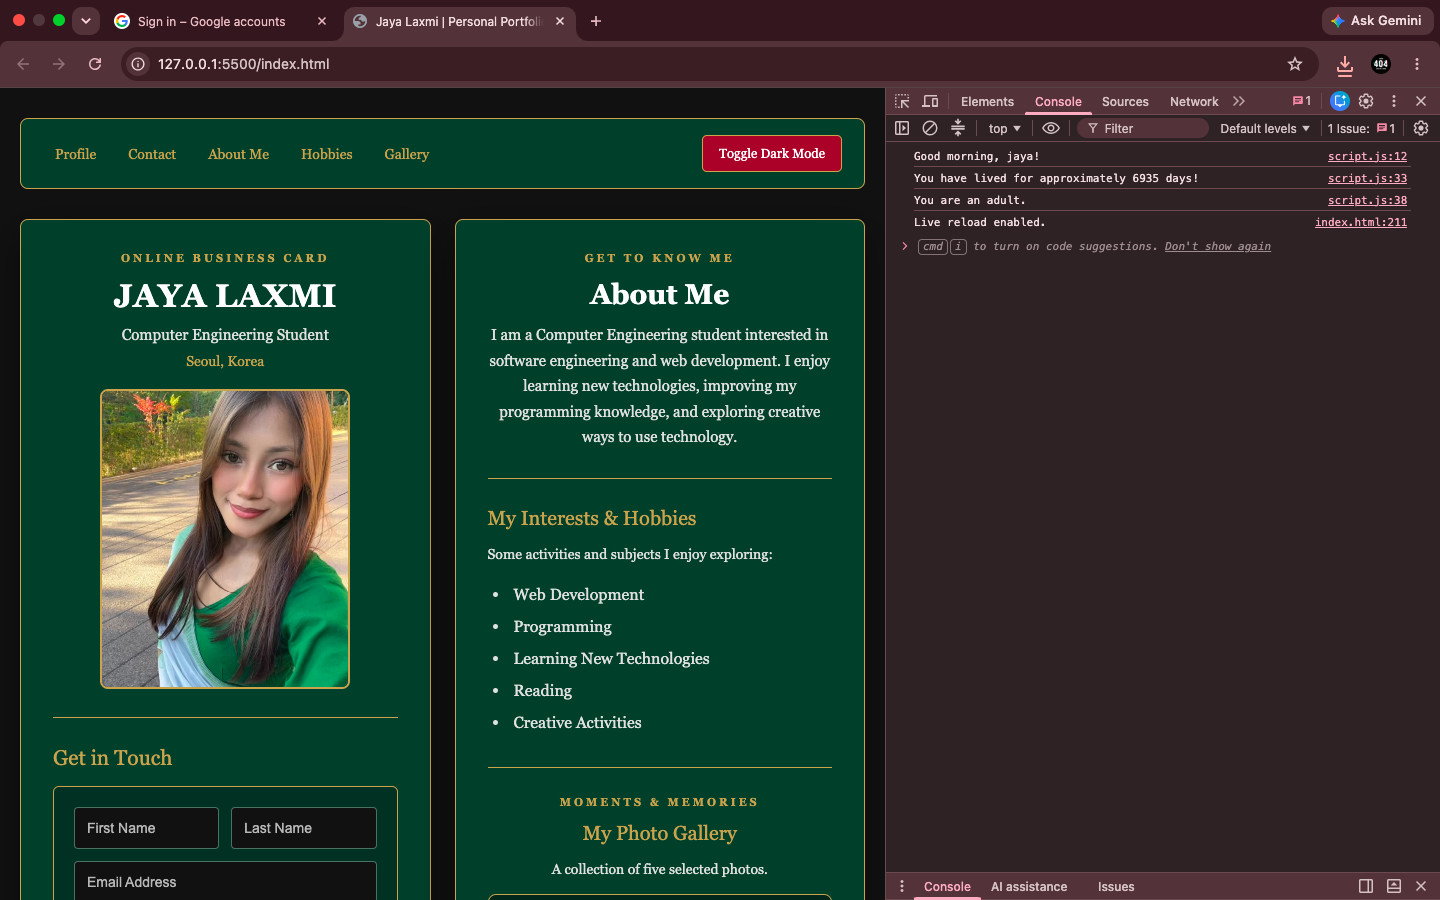 Sign in – Google accounts
Jaya Laxmi | Personal Portfoli
Ask Gemini
127.0.0.1:5500/index.html
404
Profile
Contact
About Me
Hobbies
Gallery
Toggle Dark Mode
ONLINE BUSINESS CARD
JAYA LAXMI
Computer Engineering Student
Seoul, Korea
Get in Touch
First Name
Last Name
Email Address
GET TO KNOW ME
About Me
I am a Computer Engineering student interested in
software engineering and web development. I enjoy
learning new technologies, improving my
programming knowledge, and exploring creative
ways to use technology.
My Interests & Hobbies
Some activities and subjects I enjoy exploring:
• Web Development
• Programming
• Learning New Technologies
• Reading
• Creative Activities
MOMENTS & MEMORIES
My Photo Gallery
A collection of five selected photos.
Elements
Console
Sources
Network
1
top
Filter
Default levels
1 Issue:
1
Good morning, jaya! script.js:12
You have lived for approximately 6935 days! script.js:33
You are an adult. script.js:38
Live reload enabled. index.html:211
cmd i to turn on code suggestions. Don't show again
Console
AI assistance
Issues